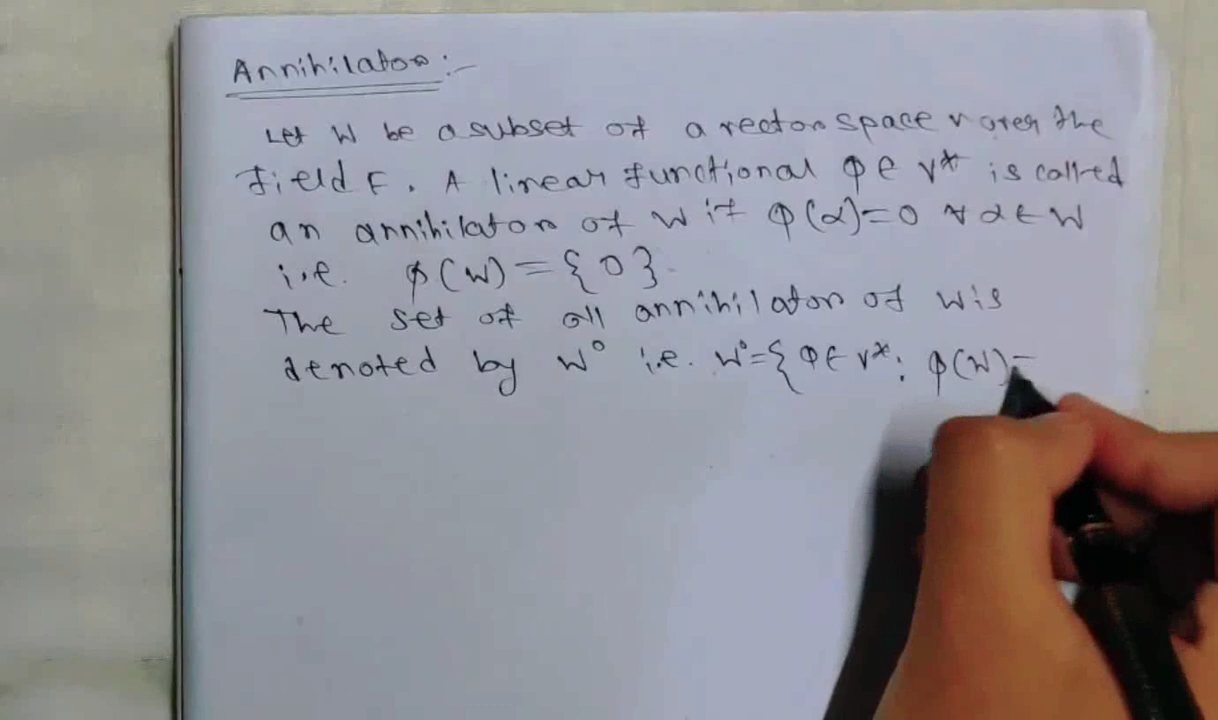 Annihilator :-
Let W be a subset of a vector space V over the
field F. A linear functional φ ∈ V* is called
an annihilator of W if φ(α)=0 ∀ α ∈ W
i.e. φ(W) = {0}.
The set of all annihilator of W is
denoted by W° i.e. W°={ φ ∈ V* : φ(W)=